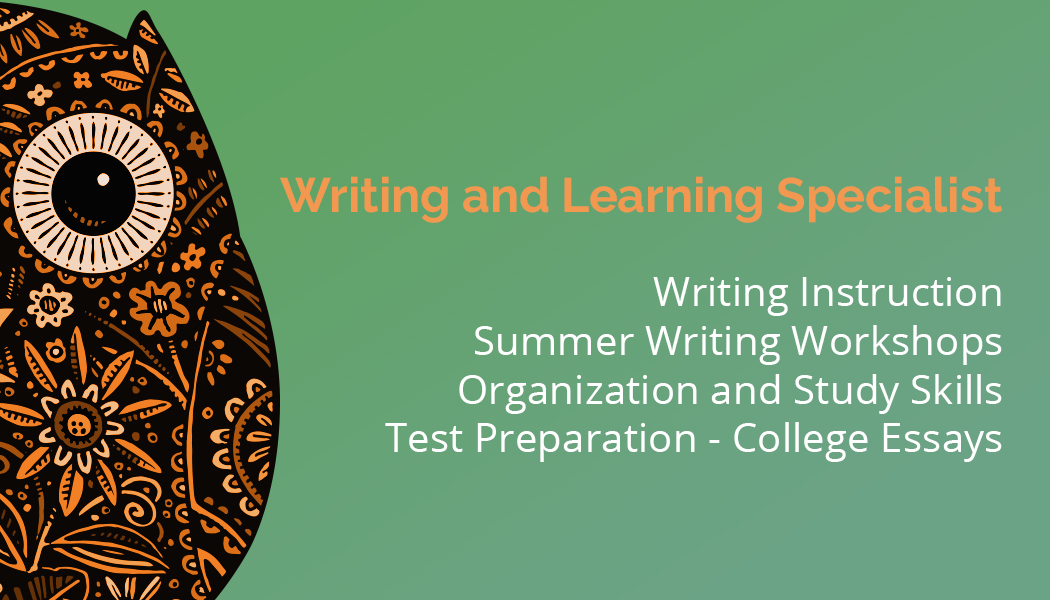 Writing and Learning Specialist
Writing Instruction
Summer Writing Workshops
Organization and Study Skills
Test Preparation - College Essays